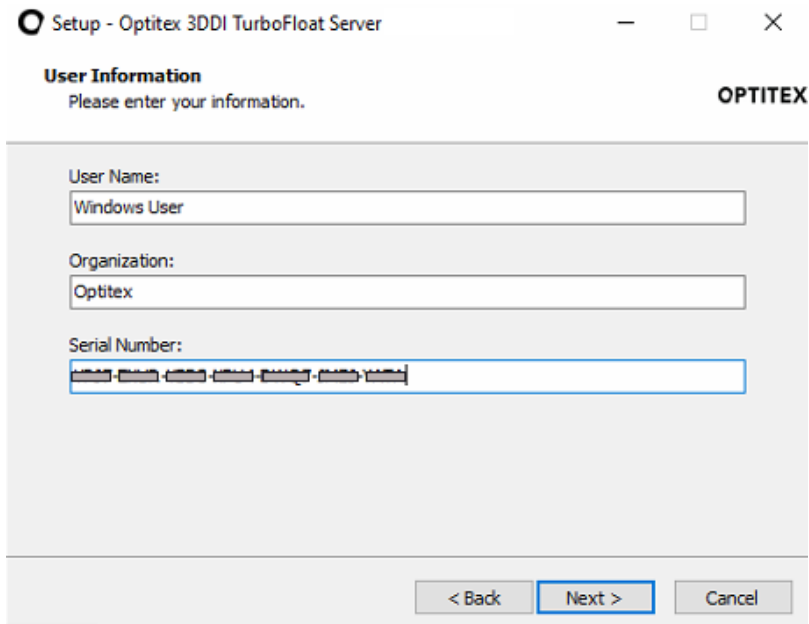 Setup - Optitex 3DDI TurboFloat Server
User Information
Please enter your information.
OPTITEX
User Name:
Windows User
Organization:
Optitex
Serial Number:
< Back
Next >
Cancel